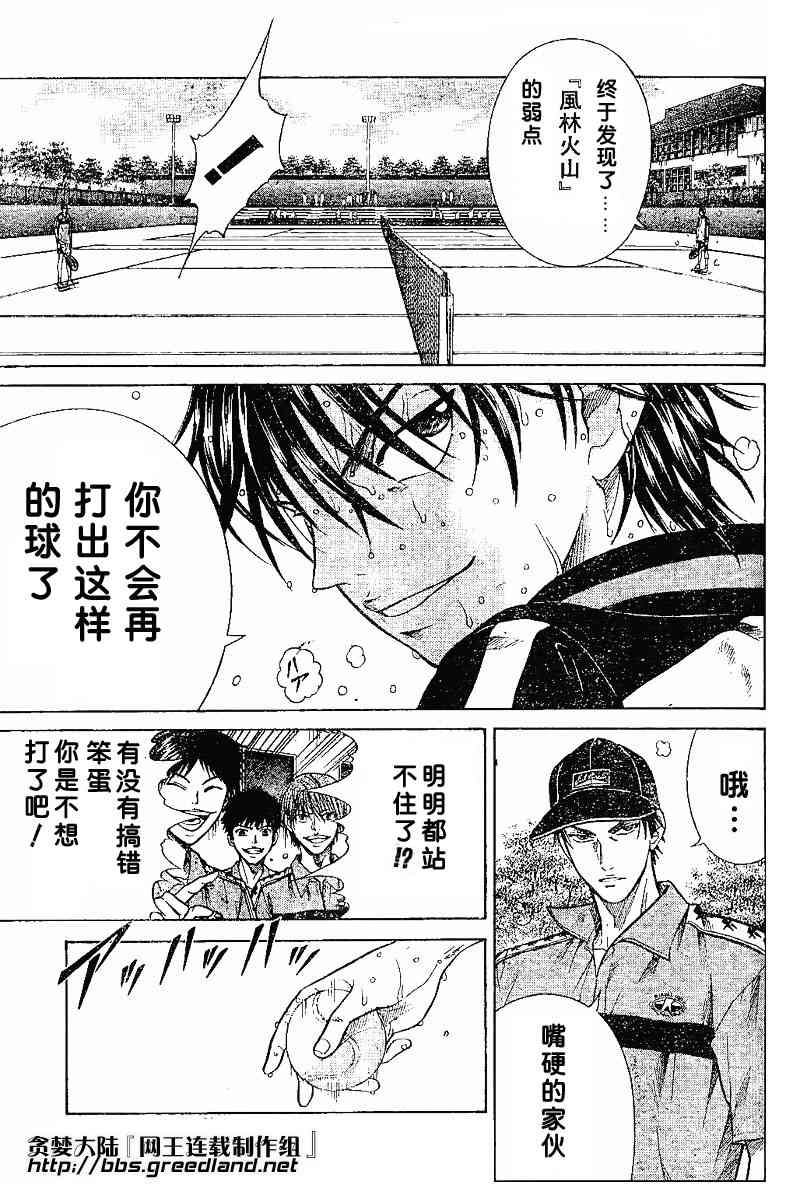 终于发现了……
『風林火山』
的弱点
!
你不会再
打出这样
的球了
ハァ
哦…
嘴硬的家伙
明明都站
不住了!?
有没有搞错
笨蛋
你是不想
打了吧！
贪婪大陆『网王连载制作组』
http://bbs.greedland.net